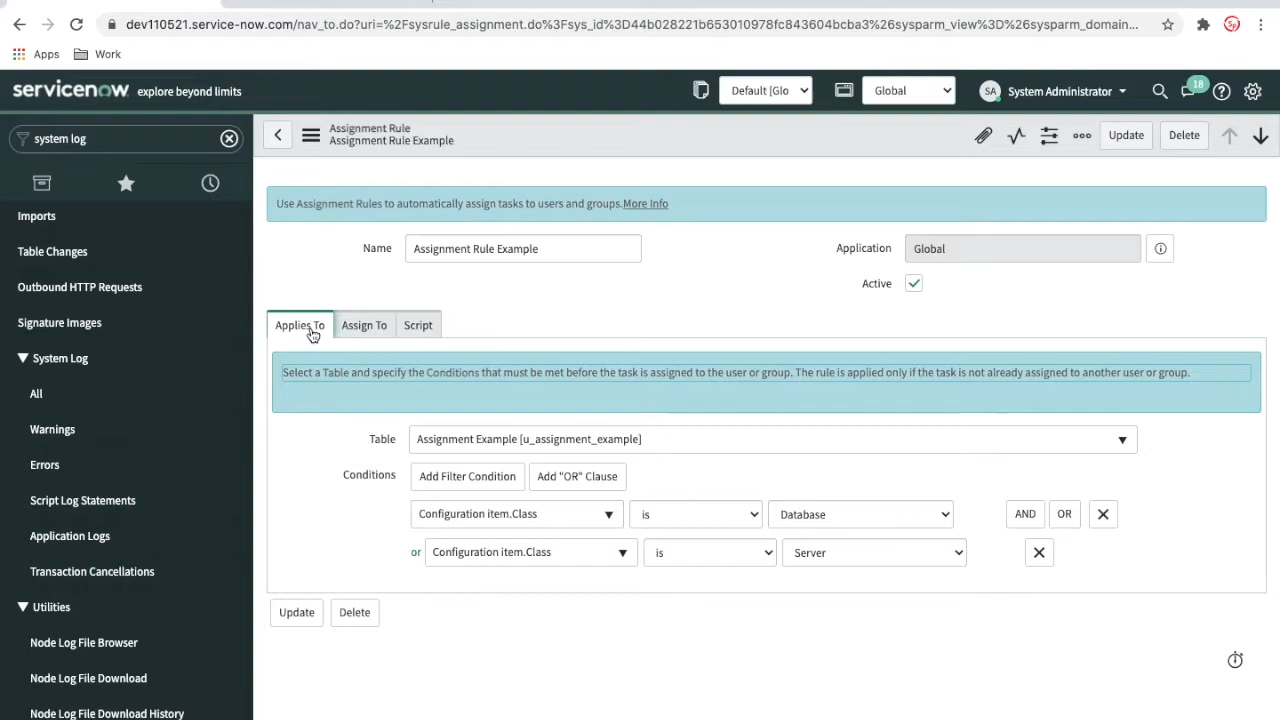 dev110521.service-now.com/nav_to.do?uri=%2Fsysrule_assignment.do%3Fsys_id%3D44b028221b653010978fc843604bcba3%26sysparm_view%3D%26sysparm_domain...
Apps Work
servicenow explore beyond limits
Default [Glo Global SA System Administrator 18
system log
Assignment Rule
Assignment Rule Example
Update Delete
Imports
Table Changes
Outbound HTTP Requests
Signature Images
System Log
All
Warnings
Errors
Script Log Statements
Application Logs
Transaction Cancellations
Utilities
Node Log File Browser
Node Log File Download
Node Log File Download History
Use Assignment Rules to automatically assign tasks to users and groups. More Info
Name Assignment Rule Example
Application Global
Active
Applies To Assign To Script
Select a Table and specify the Conditions that must be met before the task is assigned to the user or group. The rule is applied only if the task is not already assigned to another user or group.
Table Assignment Example [u_assignment_example]
Conditions Add Filter Condition Add "OR" Clause
Configuration item.Class is Database AND OR
or Configuration item.Class is Server
Update Delete